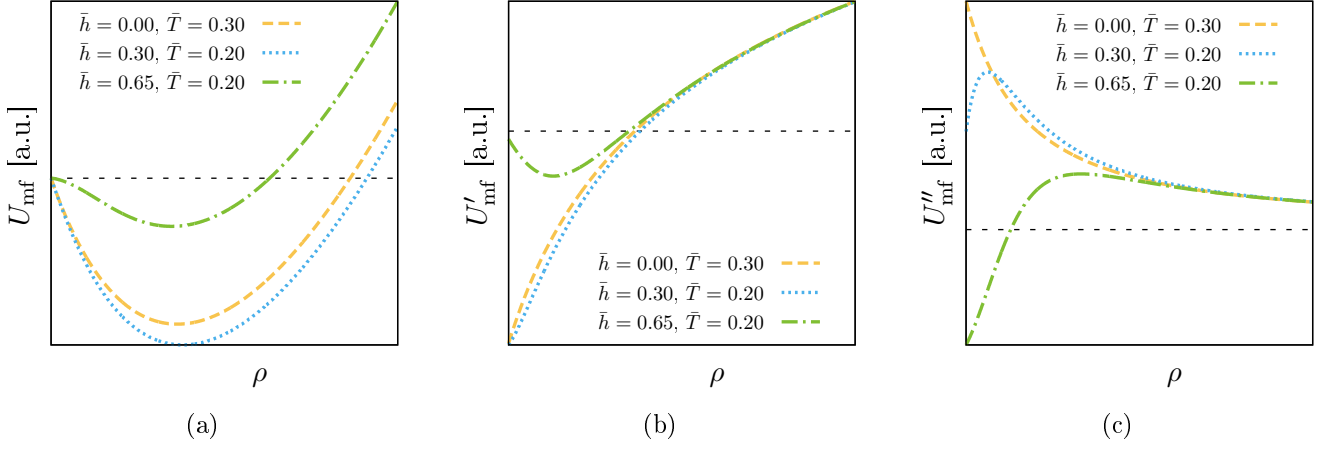 h̄ = 0.00, T̄ = 0.30
h̄ = 0.30, T̄ = 0.20
h̄ = 0.65, T̄ = 0.20
U_mf [a.u.]
ρ
(a)
U′_mf [a.u.]
h̄ = 0.00, T̄ = 0.30
h̄ = 0.30, T̄ = 0.20
h̄ = 0.65, T̄ = 0.20
ρ
(b)
h̄ = 0.00, T̄ = 0.30
h̄ = 0.30, T̄ = 0.20
h̄ = 0.65, T̄ = 0.20
U″_mf [a.u.]
ρ
(c)